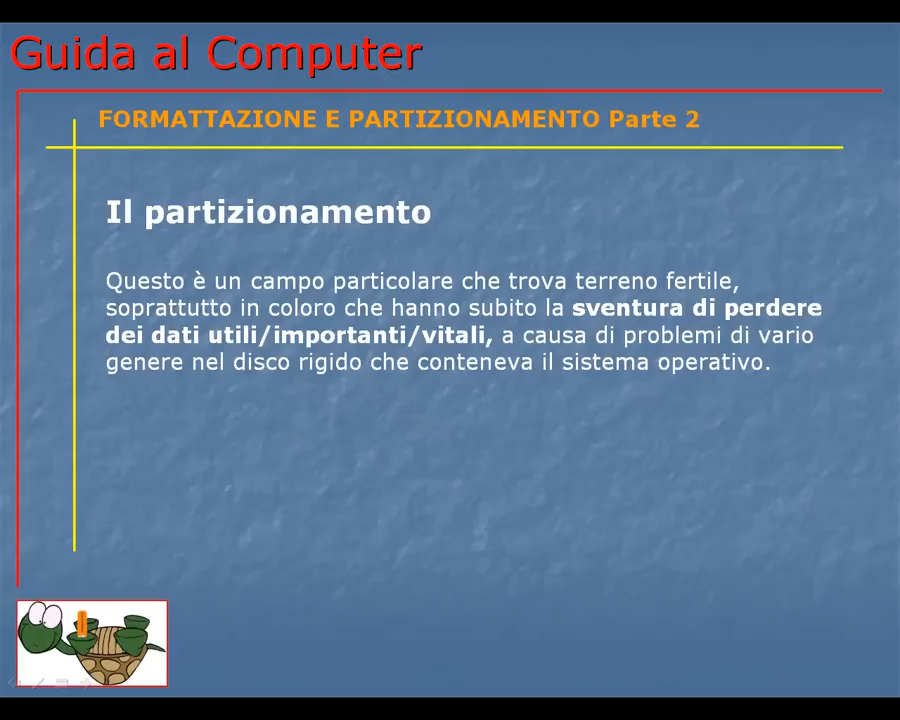 Guida al Computer
FORMATTAZIONE E PARTIZIONAMENTO Parte 2
Il partizionamento
Questo è un campo particolare che trova terreno fertile,
soprattutto in coloro che hanno subito la sventura di perdere
dei dati utili/importanti/vitali, a causa di problemi di vario
genere nel disco rigido che conteneva il sistema operativo.